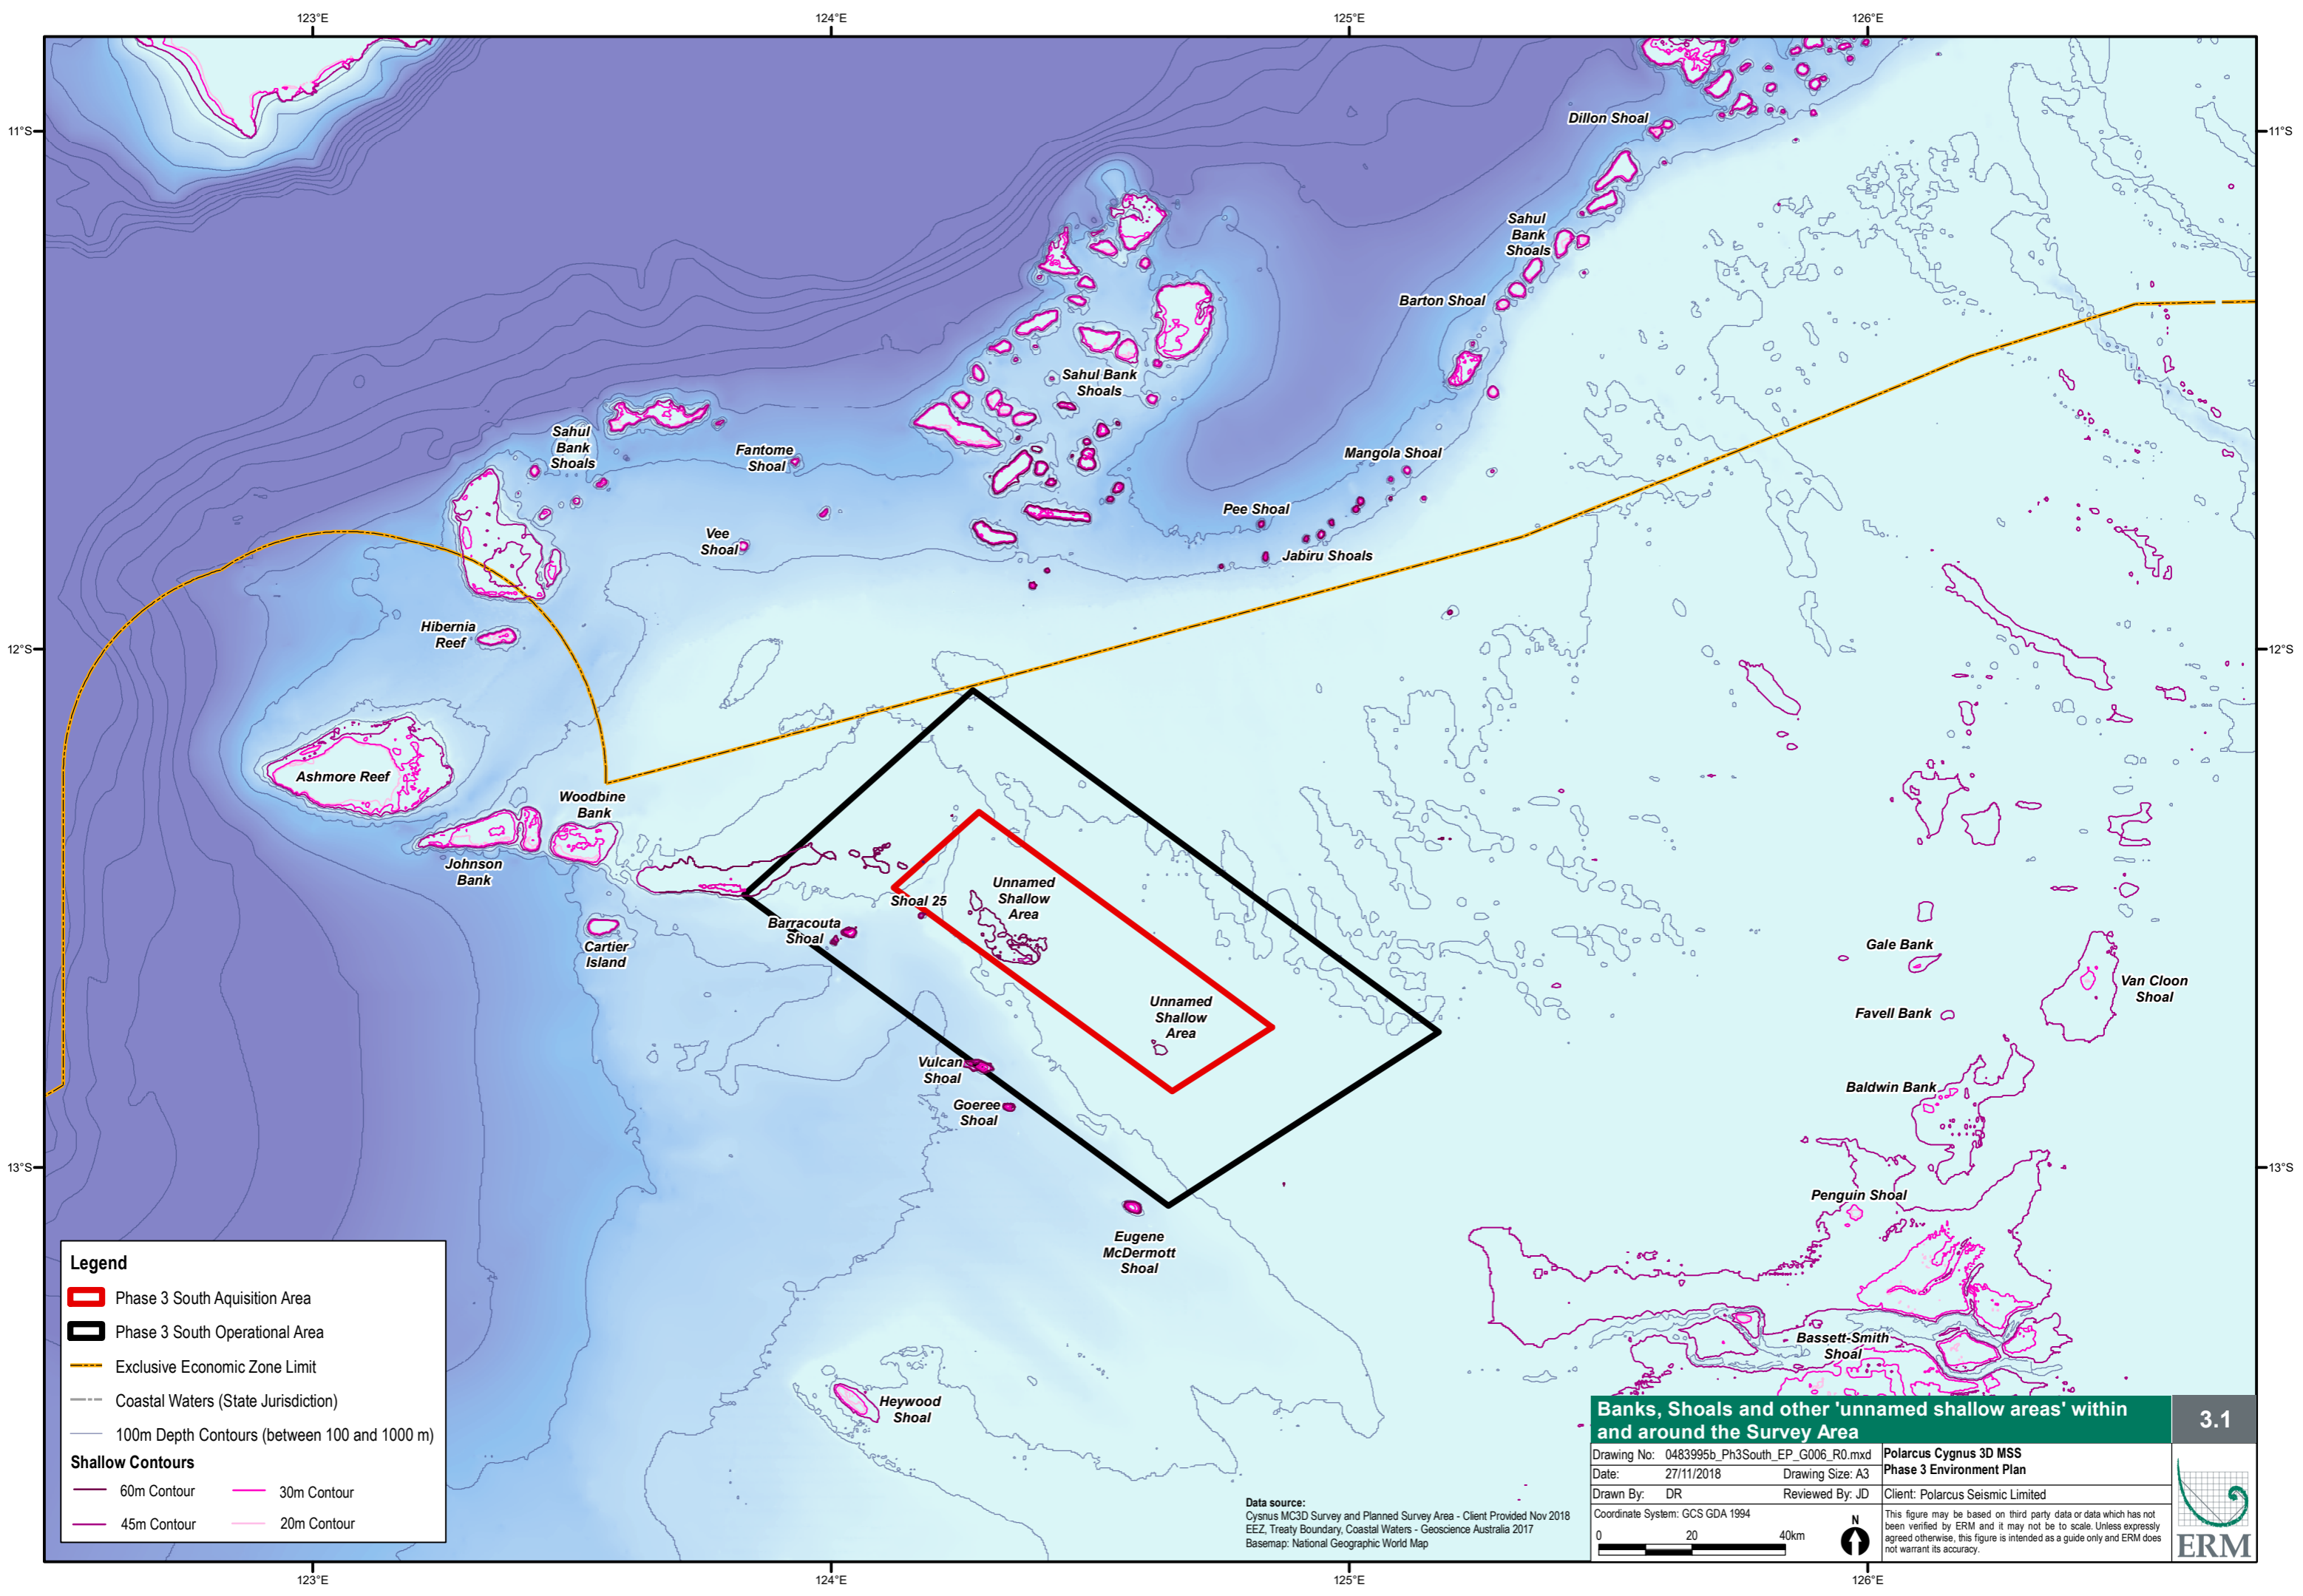 123°E
124°E
125°E
126°E
11°S
11°S
Dillon Shoal
Sahul
Bank
Shoals
Barton Shoal
Sahul Bank
Shoals
Sahul
Bank
Shoals
Fantome
Shoal
Mangola Shoal
Pee Shoal
Vee
Shoal
Jabiru Shoals
Hibernia
Reef
12°S
12°S
Ashmore Reef
Woodbine
Bank
Johnson
Bank
Unnamed
Shallow
Area
Shoal 25
Barracouta
Shoal
Cartier
Island
Gale Bank
Van Cloon
Shoal
Unnamed
Shallow
Area
Favell Bank
Vulcan
Shoal
Baldwin Bank
Goeree
Shoal
13°S
13°S
Penguin Shoal
Eugene
McDermott
Shoal
Bassett-Smith
Shoal
Heywood
Shoal
Legend
Phase 3 South Aquisition Area
Phase 3 South Operational Area
Exclusive Economic Zone Limit
Coastal Waters (State Jurisdiction)
100m Depth Contours (between 100 and 1000 m)
Shallow Contours
60m Contour
30m Contour
45m Contour
20m Contour
Data source:
Cysnus MC3D Survey and Planned Survey Area - Client Provided Nov 2018
EEZ, Treaty Boundary, Coastal Waters - Geoscience Australia 2017
Basemap: National Geographic World Map
Banks, Shoals and other 'unnamed shallow areas' within
and around the Survey Area
3.1
Drawing No: 0483995b_Ph3South_EP_G006_R0.mxd
Date: 27/11/2018 Drawing Size: A3
Drawn By: DR Reviewed By: JD
Coordinate System: GCS GDA 1994
0 20 40km
N
Polarcus Cygnus 3D MSS
Phase 3 Environment Plan
Client: Polarcus Seismic Limited
This figure may be based on third party data or data which has not
been verified by ERM and it may not be to scale. Unless expressly
agreed otherwise, this figure is intended as a guide only and ERM does
not warrant its accuracy.
ERM
123°E
124°E
125°E
126°E